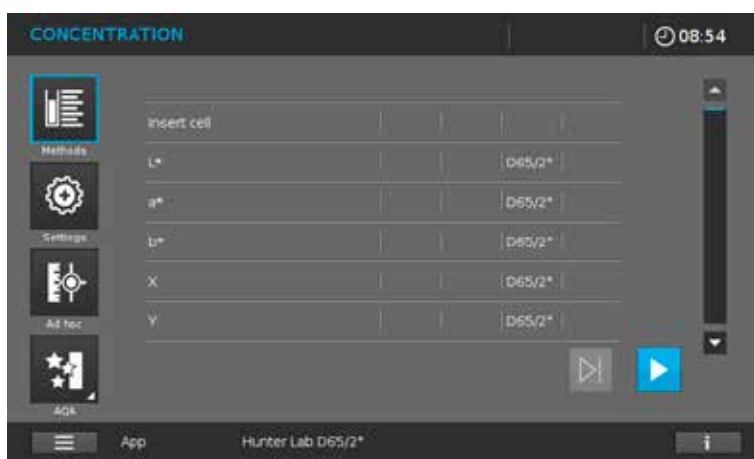 CONCENTRATION 08:54
Methods
Insert cell
L* D65/2°
Settings
a* D65/2°
b* D65/2°
Ad hoc
X D65/2°
Y D65/2°
AQA
App Hunter Lab D65/2°
i